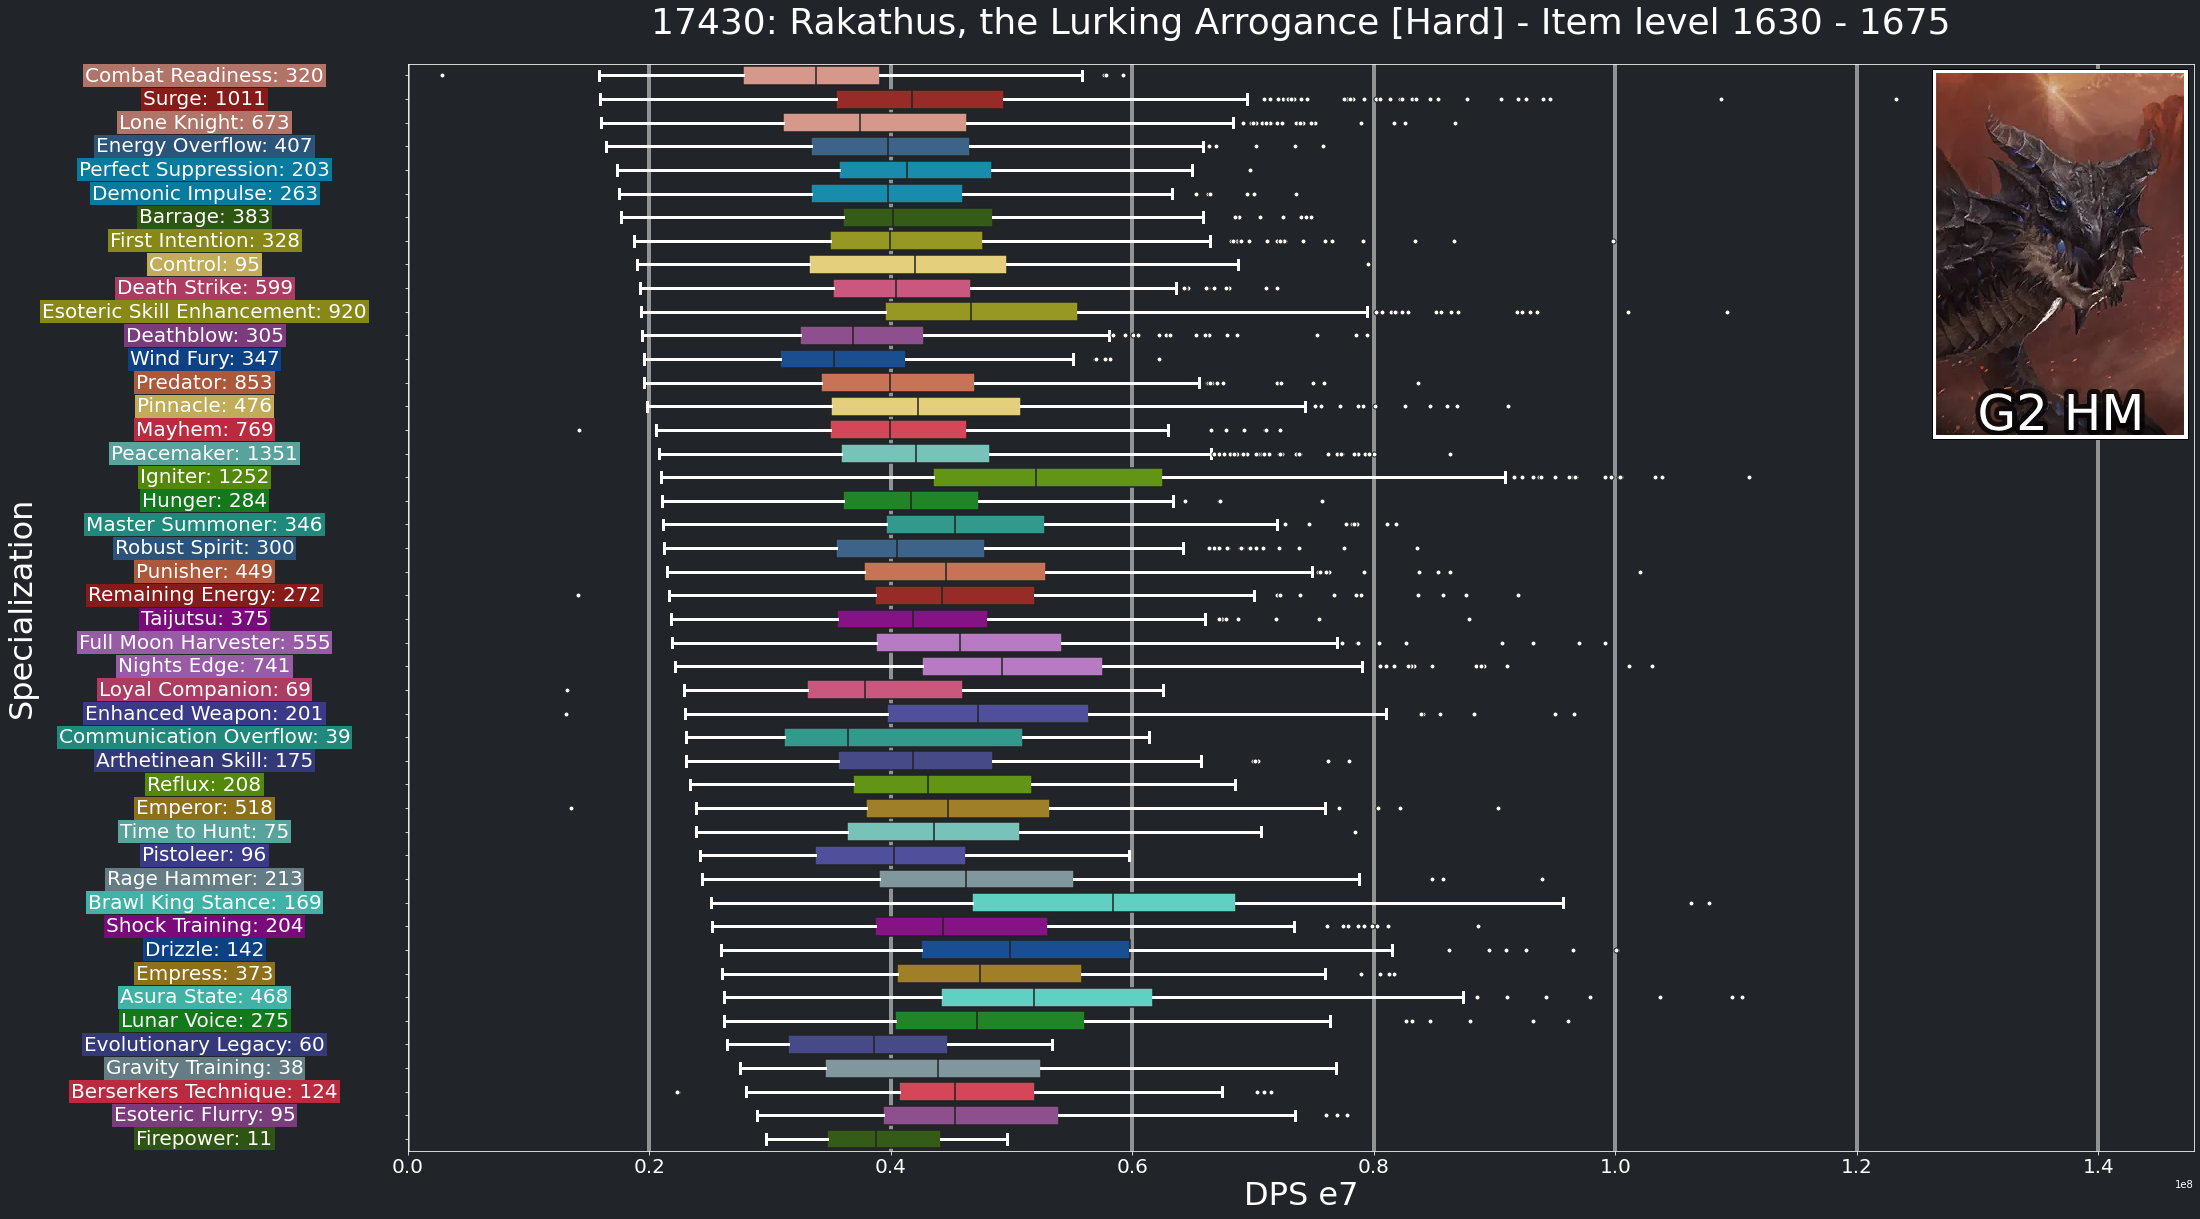 17430: Rakathus, the Lurking Arrogance [Hard] - Item level 1630 - 1675
Combat Readiness: 320
Surge: 1011
Lone Knight: 673
Energy Overflow: 407
Perfect Suppression: 203
Demonic Impulse: 263
Barrage: 383
First Intention: 328
Control: 95
Death Strike: 599
Esoteric Skill Enhancement: 920
Deathblow: 305
Wind Fury: 347
Predator: 853
Pinnacle: 476
Mayhem: 769
Peacemaker: 1351
Igniter: 1252
Hunger: 284
Master Summoner: 346
Robust Spirit: 300
Punisher: 449
Remaining Energy: 272
Taijutsu: 375
Full Moon Harvester: 555
Nights Edge: 741
Loyal Companion: 69
Enhanced Weapon: 201
Communication Overflow: 39
Arthetinean Skill: 175
Reflux: 208
Emperor: 518
Time to Hunt: 75
Pistoleer: 96
Rage Hammer: 213
Brawl King Stance: 169
Shock Training: 204
Drizzle: 142
Empress: 373
Asura State: 468
Lunar Voice: 275
Evolutionary Legacy: 60
Gravity Training: 38
Berserkers Technique: 124
Esoteric Flurry: 95
Firepower: 11
Specialization
G2 HM
0.0 0.2 0.4 0.6 0.8 1.0 1.2 1.4
DPS e7
1e8